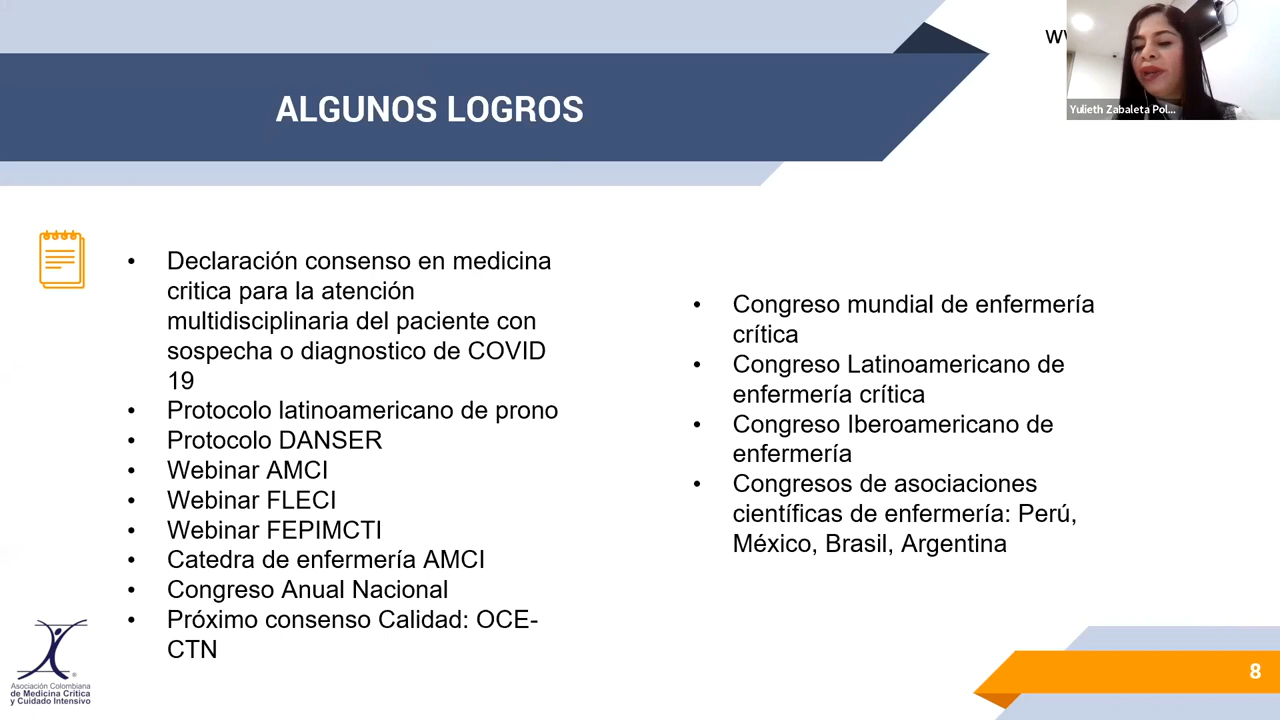 ALGUNOS LOGROS
Yulieth Zabaleta Pol...
• Declaración consenso en medicina
critica para la atención
multidisciplinaria del paciente con
sospecha o diagnostico de COVID
19
• Protocolo latinoamericano de prono
• Protocolo DANSER
• Webinar AMCI
• Webinar FLECI
• Webinar FEPIMCTI
• Catedra de enfermería AMCI
• Congreso Anual Nacional
• Próximo consenso Calidad: OCE-
CTN
• Congreso mundial de enfermería
crítica
• Congreso Latinoamericano de
enfermería crítica
• Congreso Iberoamericano de
enfermería
• Congresos de asociaciones
científicas de enfermería: Perú,
México, Brasil, Argentina
Asociación Colombiana
de Medicina Crítica
y Cuidado Intensivo
8